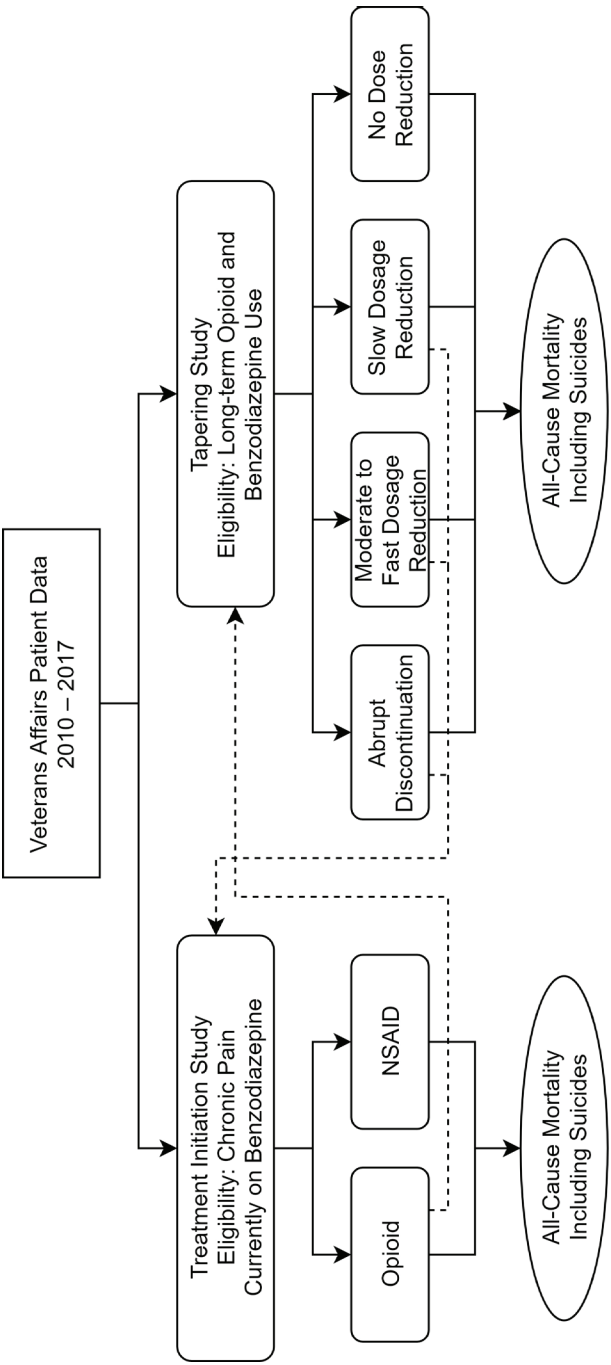 Veterans Affairs Patient Data
2010 – 2017
Treatment Initiation Study
Eligibility: Chronic Pain
Currently on Benzodiazepine
Tapering Study
Eligibility: Long-term Opioid and
Benzodiazepine Use
Opioid
NSAID
Abrupt
Discontinuation
Moderate to
Fast Dosage
Reduction
Slow Dosage
Reduction
No Dose
Reduction
All-Cause Mortality
Including Suicides
All-Cause Mortality
Including Suicides